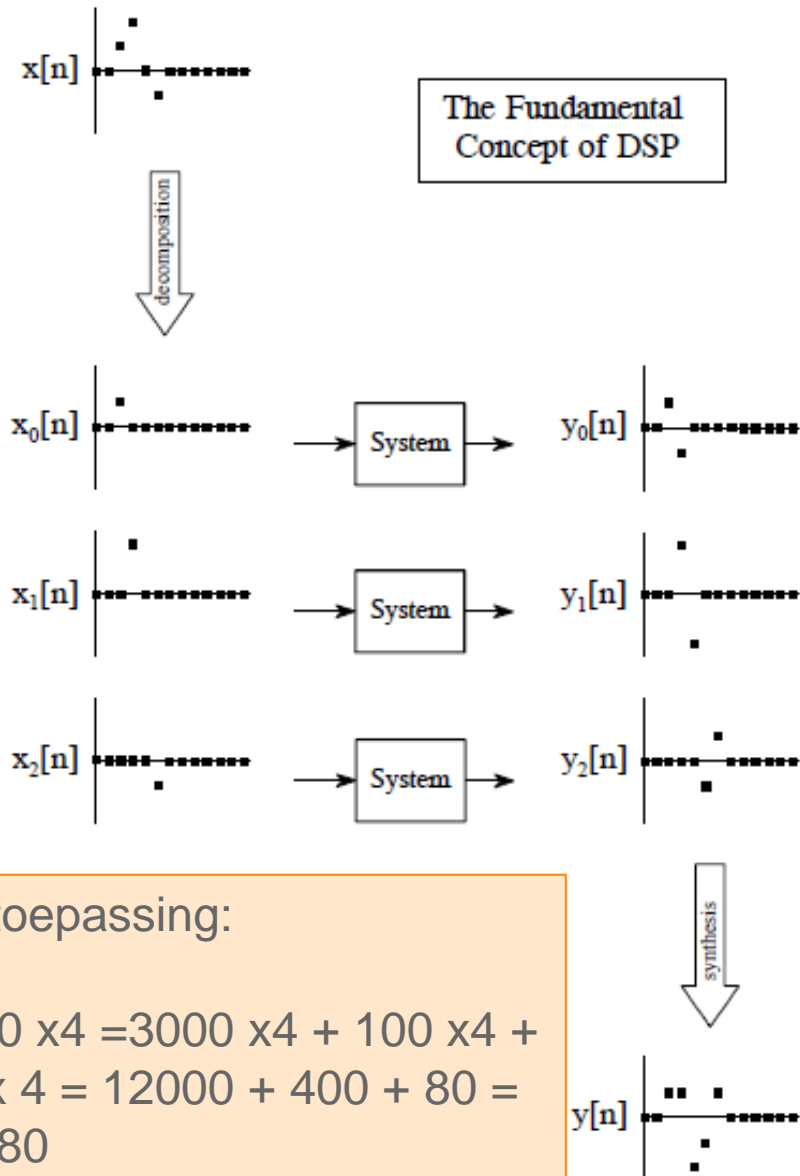 x[n]
The Fundamental
Concept of DSP
decomposition
x₀[n]
System
y₀[n]
x₁[n]
System
y₁[n]
x₂[n]
System
y₂[n]
toepassing:
0 x4 =3000 x4 + 100 x4 +
x 4 = 12000 + 400 + 80 =
80
synthesis
y[n]